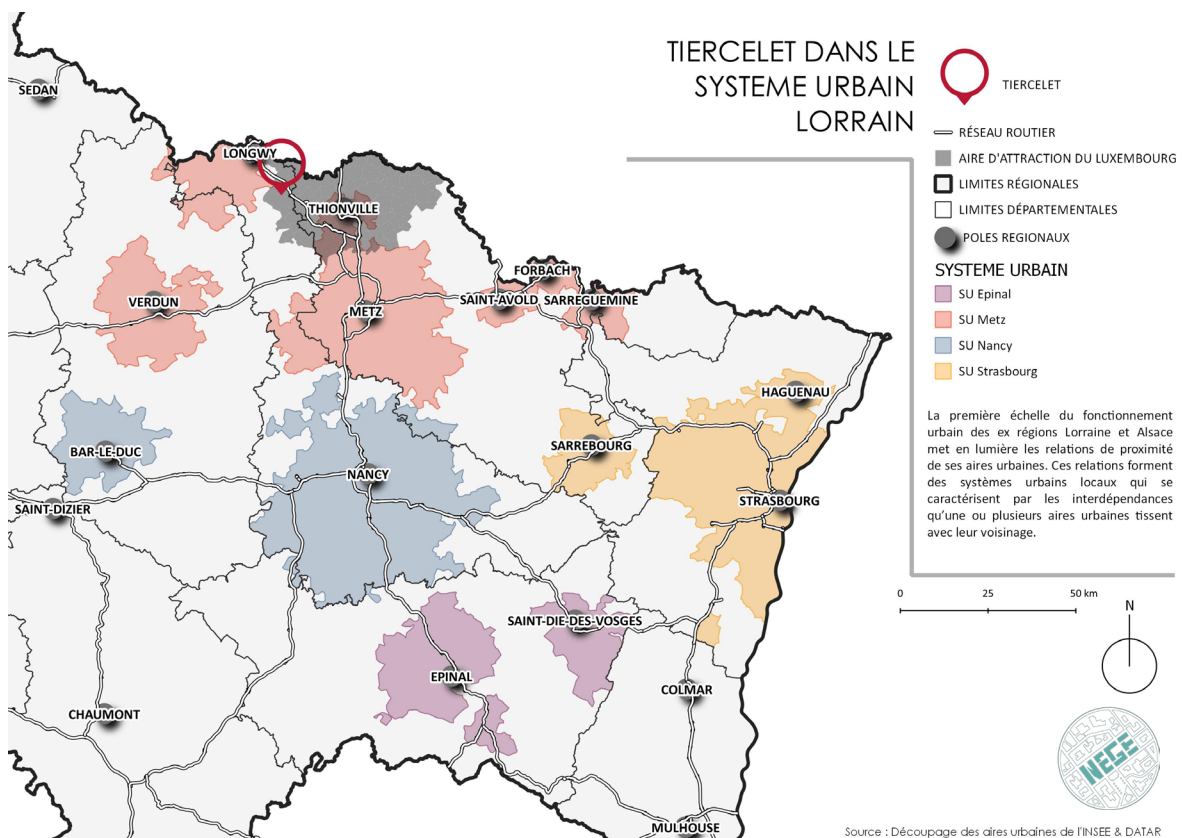 TIERCELET DANS LE
SYSTEME URBAIN
LORRAIN
TIERCELET
RÉSEAU ROUTIER
AIRE D'ATTRACTION DU LUXEMBOURG
LIMITES RÉGIONALES
LIMITES DÉPARTEMENTALES
POLES REGIONAUX
SYSTEME URBAIN
SU Epinal
SU Metz
SU Nancy
SU Strasbourg
La première échelle du fonctionnement
urbain des ex régions Lorraine et Alsace
met en lumière les relations de proximité
de ses aires urbaines. Ces relations forment
des systèmes urbains locaux qui se
caractérisent par les interdépendances
qu'une ou plusieurs aires urbaines tissent
avec leur voisinage.
SEDAN
LONGWY
THIONVILLE
FORBACH
VERDUN
SAINT-AVOLD
SARREGUEMINE
METZ
HAGUENAU
BAR-LE-DUC
SARREBOURG
NANCY
SAINT-DIZIER
STRASBOURG
SAINT-DIE-DES-VOSGES
EPINAL
COLMAR
CHAUMONT
MULHOUSE
0 25 50 km
N
NEGE
Source : Découpage des aires urbaines de l'INSEE & DATAR